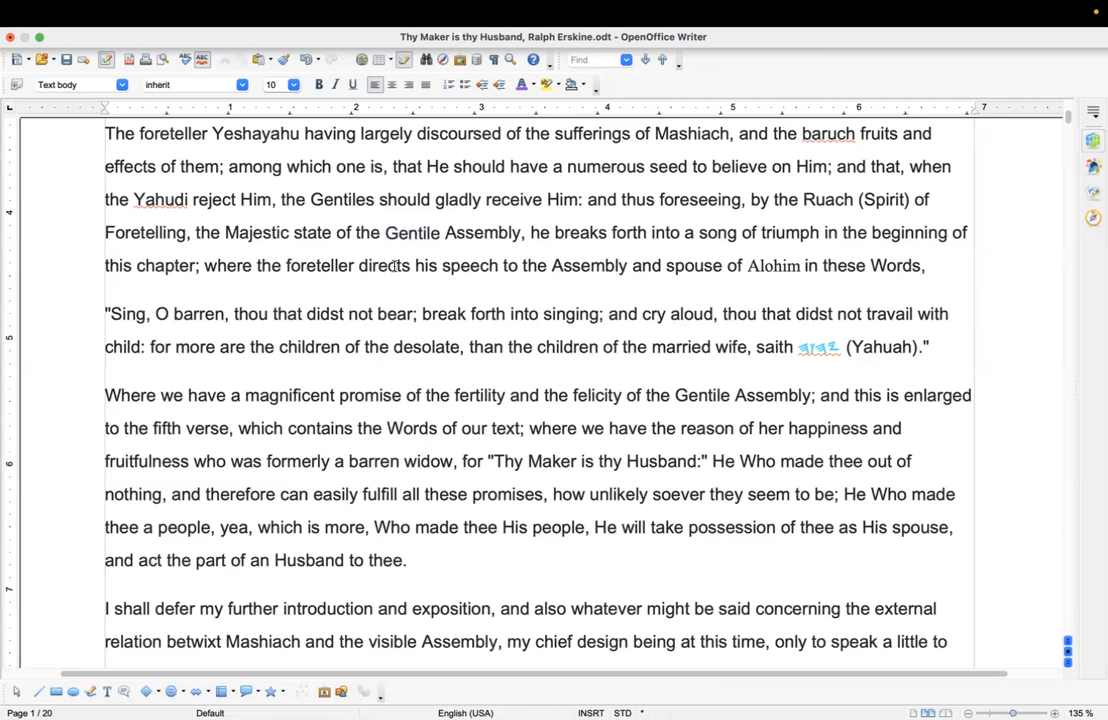 Thy Maker is thy Husband, Ralph Erskine.odt - OpenOffice Writer
Find
Text body inherit 10 B I U A
1 2 3 4 5 6 7
The foreteller Yeshayahu having largely discoursed of the sufferings of Mashiach, and the baruch fruits and
effects of them; among which one is, that He should have a numerous seed to believe on Him; and that, when
the Yahudi reject Him, the Gentiles should gladly receive Him: and thus foreseeing, by the Ruach (Spirit) of
4
Foretelling, the Majestic state of the Gentile Assembly, he breaks forth into a song of triumph in the beginning of
this chapter; where the foreteller directs his speech to the Assembly and spouse of Alohim in these Words,
"Sing, O barren, thou that didst not bear; break forth into singing; and cry aloud, thou that didst not travail with
5
child: for more are the children of the desolate, than the children of the married wife, saith (Yahuah)."
Where we have a magnificent promise of the fertility and the felicity of the Gentile Assembly; and this is enlarged
to the fifth verse, which contains the Words of our text; where we have the reason of her happiness and
6
fruitfulness who was formerly a barren widow, for "Thy Maker is thy Husband:" He Who made thee out of
nothing, and therefore can easily fulfill all these promises, how unlikely soever they seem to be; He Who made
thee a people, yea, which is more, Who made thee His people, He will take possession of thee as His spouse,
and act the part of an Husband to thee.
7
I shall defer my further introduction and exposition, and also whatever might be said concerning the external
relation betwixt Mashiach and the visible Assembly, my chief design being at this time, only to speak a little to
Page 1 / 20 Default English (USA) INSRT STD * 135 %